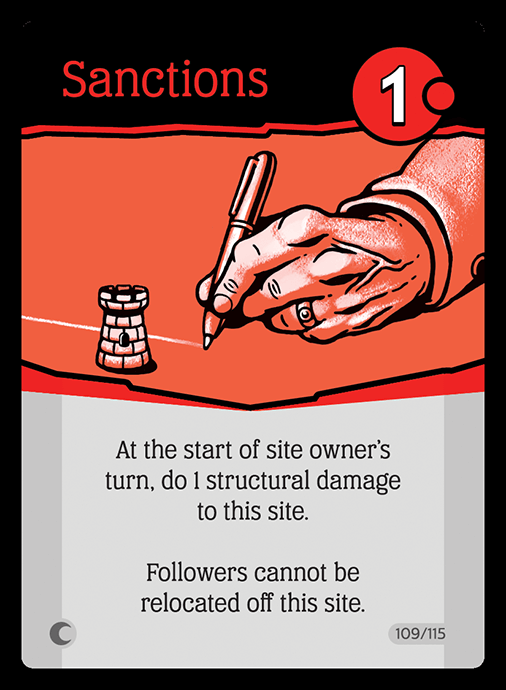 Sanctions
1
At the start of site owner's
turn, do 1 structural damage
to this site.
Followers cannot be
relocated off this site.
109/115